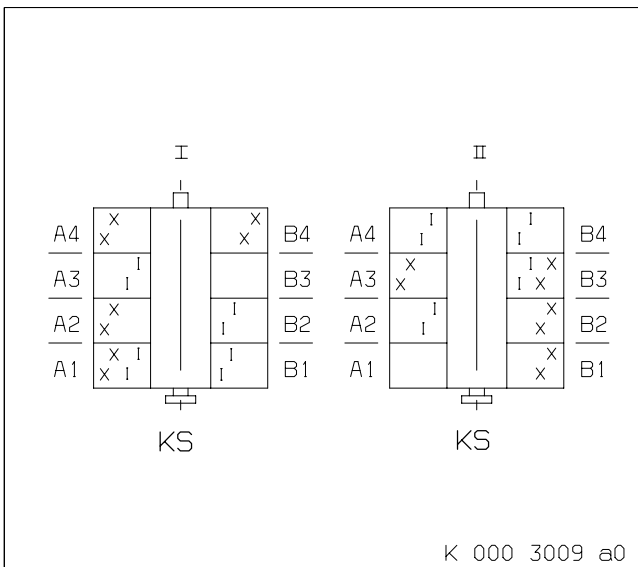 I II
A4 X X X X B4 A4 I I I I B4
A3 I I B3 A3 X X I X I X B3
A2 X X I I B2 A2 I I X X B2
A1 X I X I I I B1 A1 X X B1
KS KS
K 000 3009 a0